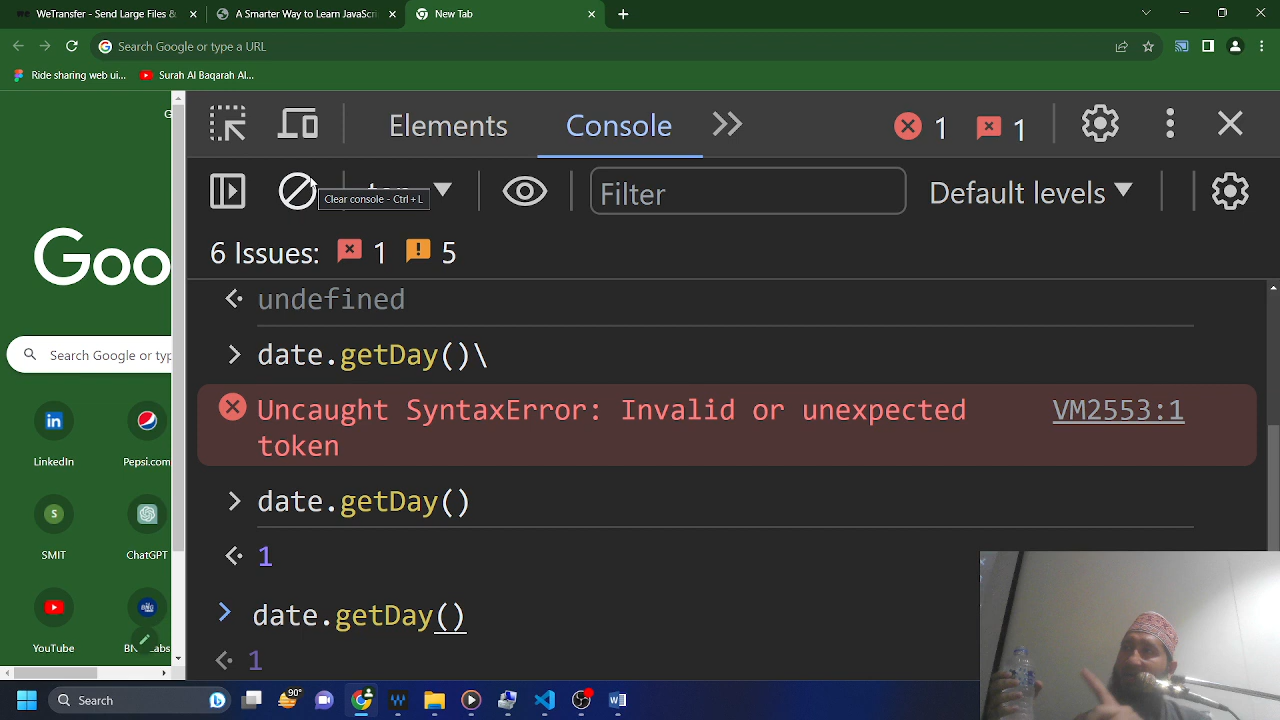 WeTransfer - Send Large Files &
A Smarter Way to Learn JavaScri
New Tab
Search Google or type a URL
Ride sharing web ui...
Surah Al Baqarah Al...
G
Elements
Console
1
1
Clear console - Ctrl+L
Filter
Default levels
6 Issues:
1
5
Goo
Search Google or typ
LinkedIn
Pepsi.com
S
SMIT
ChatGPT
YouTube
undefined
date.getDay()\
Uncaught SyntaxError: Invalid or unexpected
token
VM2553:1
date.getDay()
1
date.getDay()
1
Search
90°